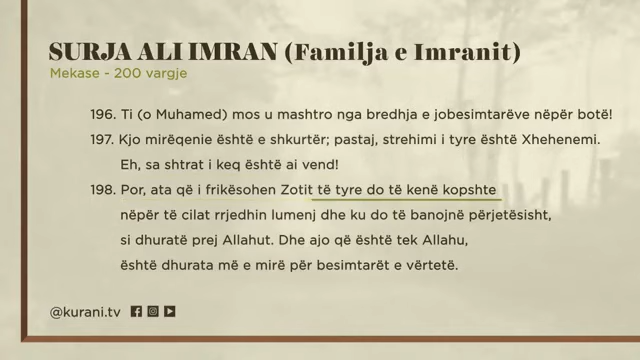 SURJA ALI IMRAN (Familja e Imranit)
Mekase - 200 vargje
196. Ti (o Muhamed) mos u mashtro nga bredhja e jobesimtarëve nëpër botë!
197. Kjo mirëqenie është e shkurtër; pastaj, strehimi i tyre është Xhehenemi.
Eh, sa shtrat i keq është ai vend!
198. Por, ata që i frikësohen Zotit të tyre do të kenë kopshte
nëpër të cilat rrjedhin lumenj dhe ku do të banojnë përjetësisht,
si dhuratë prej Allahut. Dhe ajo që është tek Allahu,
është dhurata më e mirë për besimtarët e vërtetë.
@kurani.tv